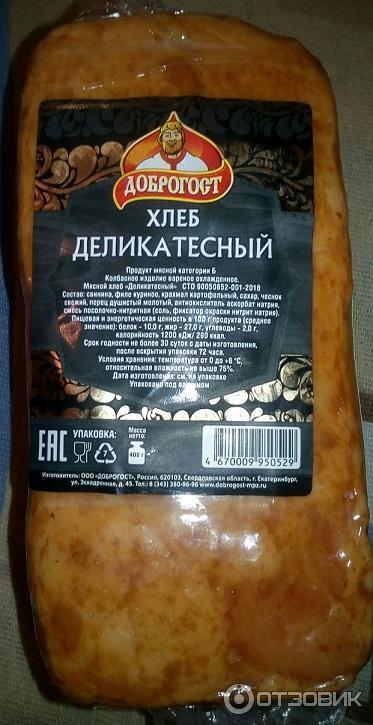 ДОБРОГОСТ
ХЛЕБ
ДЕЛИКАТЕСНЫЙ
Продукт мясной категории Б
Колбасное изделие вареное охлажденное.
Мясной хлеб «Деликатесный» СТО 90050852-001-2016
Состав: свинина, филе куриное, крахмал картофельный, сахар, чеснок
свежий, перец душистый молотый, антиокислитель аскорбат натрия,
смесь посолочно-нитритная (соль, фиксатор окраски нитрит натрия).
Пищевая и энергетическая ценность в 100 г продукта (среднее
значение): белок - 10,0 г, жир - 27,0 г, углеводы - 2,0 г,
калорийность 1200 кДж/ 290 ккал.
Срок годности не более 30 суток с даты изготовления,
после вскрытия упаковки 72 часа.
Условия хранения: температура от 0 до +6 °С,
относительная влажность не выше 75%.
Дата изготовления: см. на упаковке
Упаковано под вакуумом
EAC
УПАКОВКА:
Масса
нетто:
400 г
4 670009 950529
Изготовитель: ООО «ДОБРОГОСТ», Россия, 620103, Свердловская область, г. Екатеринбург,
ул. Эскадронная, д. 45. Тел.: 8 (343) 380-96-96 www.dobrogost-mpz.ru
ОТЗОВИК